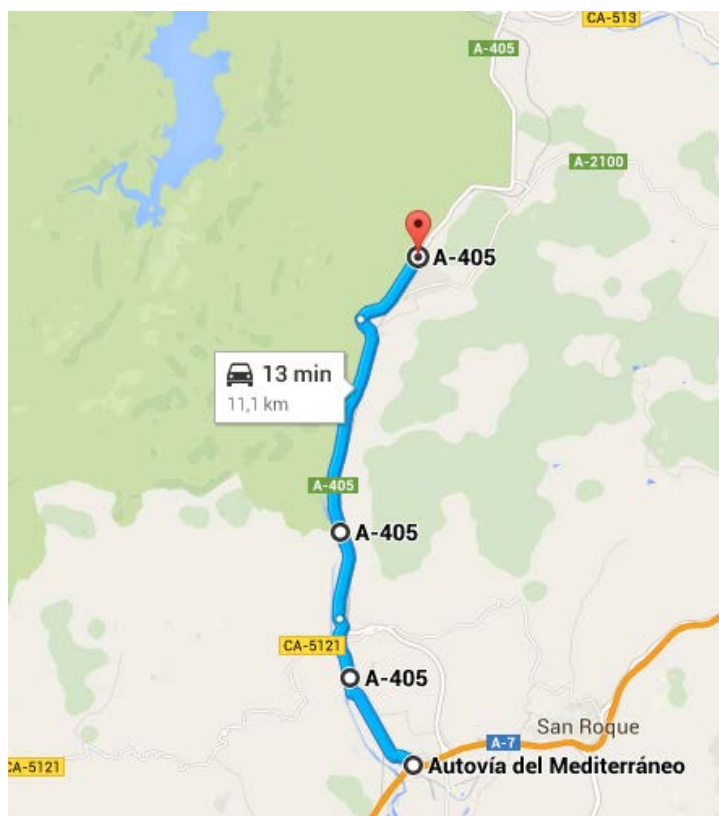 CA-513
A-405
A-2100
A-405
13 min
11,1 km
A-405
A-405
CA-5121
A-405
San Roque
A-7
Autovía del Mediterráneo
CA-5121